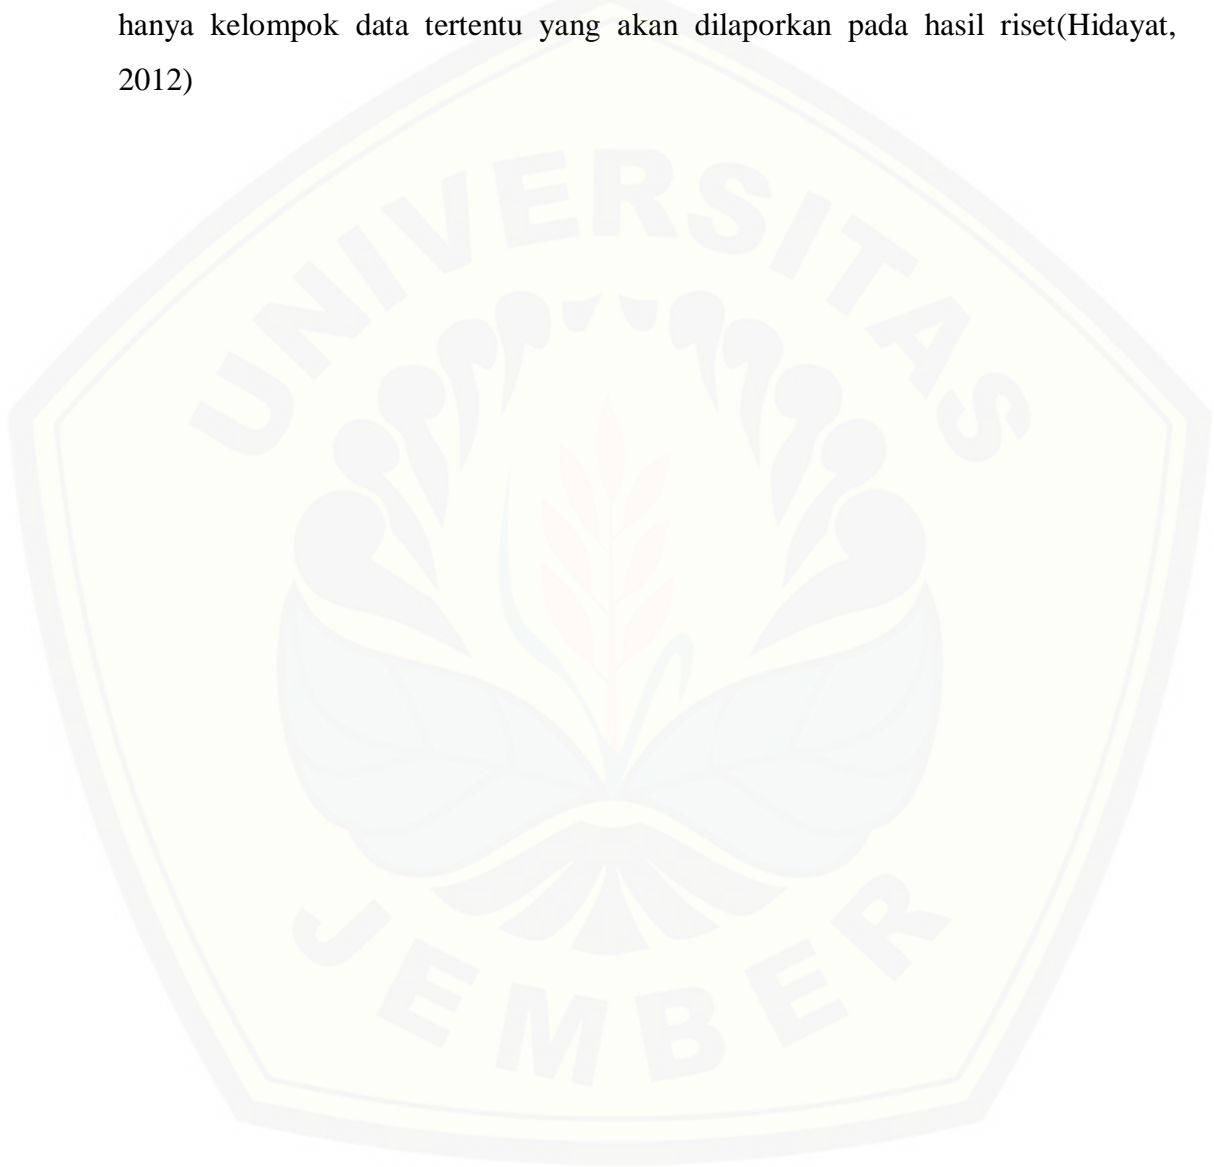 hanya kelompok data tertentu yang akan dilaporkan pada hasil riset(Hidayat,
2012)
UNIVERSITAS
JEMBER